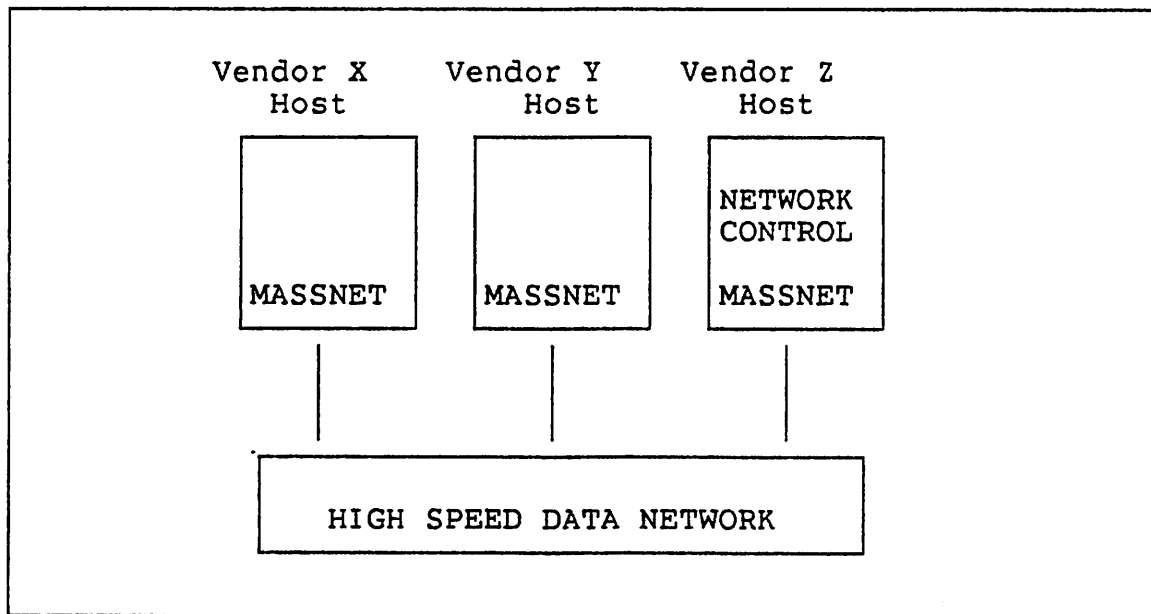 Vendor X Vendor Y Vendor Z
Host Host Host
NETWORK
CONTROL
MASSNET MASSNET MASSNET
HIGH SPEED DATA NETWORK